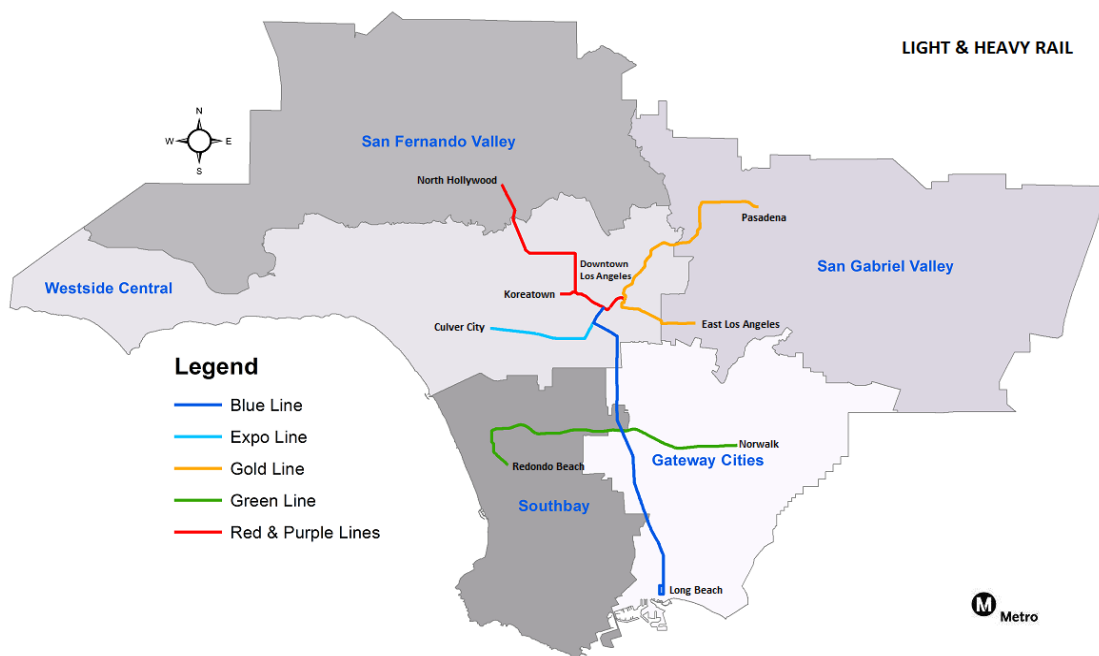 LIGHT & HEAVY RAIL
N
W
E
S
San Fernando Valley
North Hollywood
Pasadena
Downtown
Los Angeles
San Gabriel Valley
Westside Central
Koreatown
Culver City
East Los Angeles
Legend
Blue Line
Expo Line
Gold Line
Green Line
Red & Purple Lines
Norwalk
Gateway Cities
Redondo Beach
Southbay
Long Beach
M
Metro